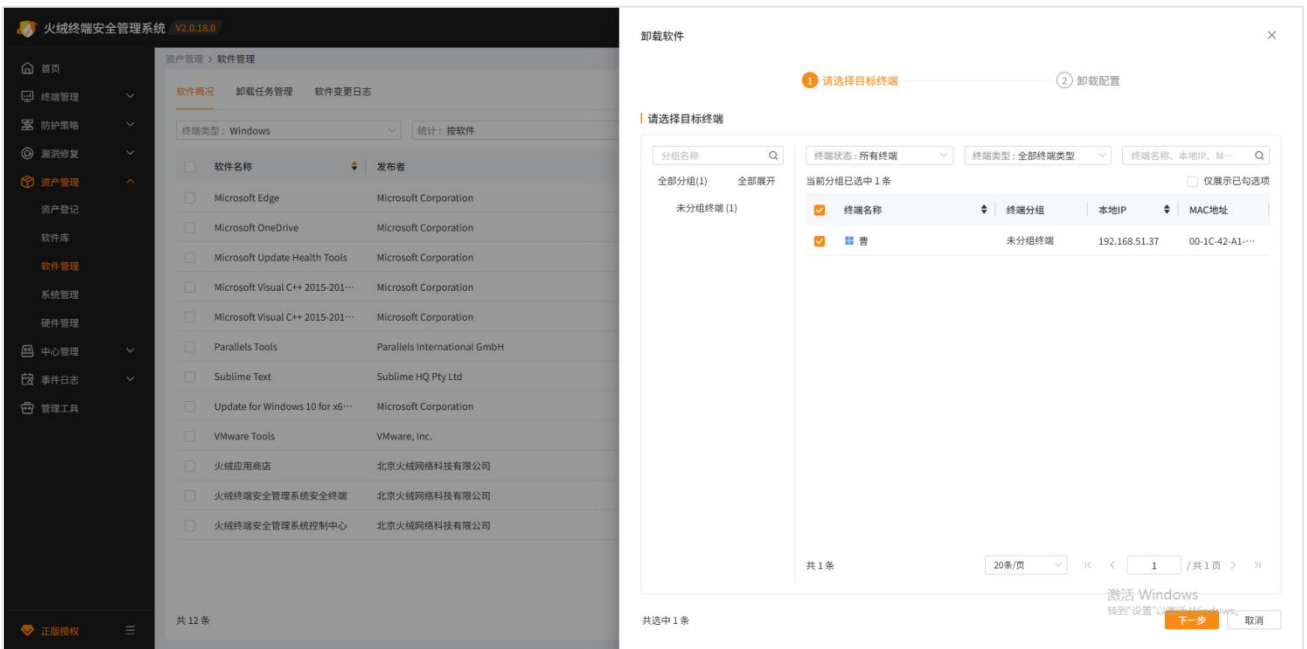 火绒终端安全管理系统 V2.0.18.0
首页
终端管理
防护策略
漏洞修复
资产管理
资产登记
软件库
软件管理
系统管理
硬件管理
中心管理
事件日志
管理工具
正版授权
资产管理 > 软件管理
软件概况 卸载任务管理 软件变更日志
终端类型: Windows 统计: 按软件
软件名称 发布者
Microsoft Edge Microsoft Corporation
Microsoft OneDrive Microsoft Corporation
Microsoft Update Health Tools Microsoft Corporation
Microsoft Visual C++ 2015-201··· Microsoft Corporation
Microsoft Visual C++ 2015-201··· Microsoft Corporation
Parallels Tools Parallels International GmbH
Sublime Text Sublime HQ Pty Ltd
Update for Windows 10 for x6··· Microsoft Corporation
VMware Tools VMware, Inc.
火绒应用商店 北京火绒网络科技有限公司
火绒终端安全管理系统安全终端 北京火绒网络科技有限公司
火绒终端安全管理系统控制中心 北京火绒网络科技有限公司
共 12 条
卸载软件
1 请选择目标终端 2 卸载配置
请选择目标终端
分组名称 终端状态: 所有终端 终端类型: 全部终端类型 终端名称、本地IP、M···
全部分组(1) 全部展开 当前分组已选中 1 条 仅展示已勾选项
未分组终端 (1)
终端名称 终端分组 本地IP MAC地址
曹 未分组终端 192.168.51.37 00-1C-42-A1-···
共 1 条 20条/页 1 / 共 1 页
激活 Windows
转到"设置"以激活 Windows。
共选中 1 条 下一步 取消